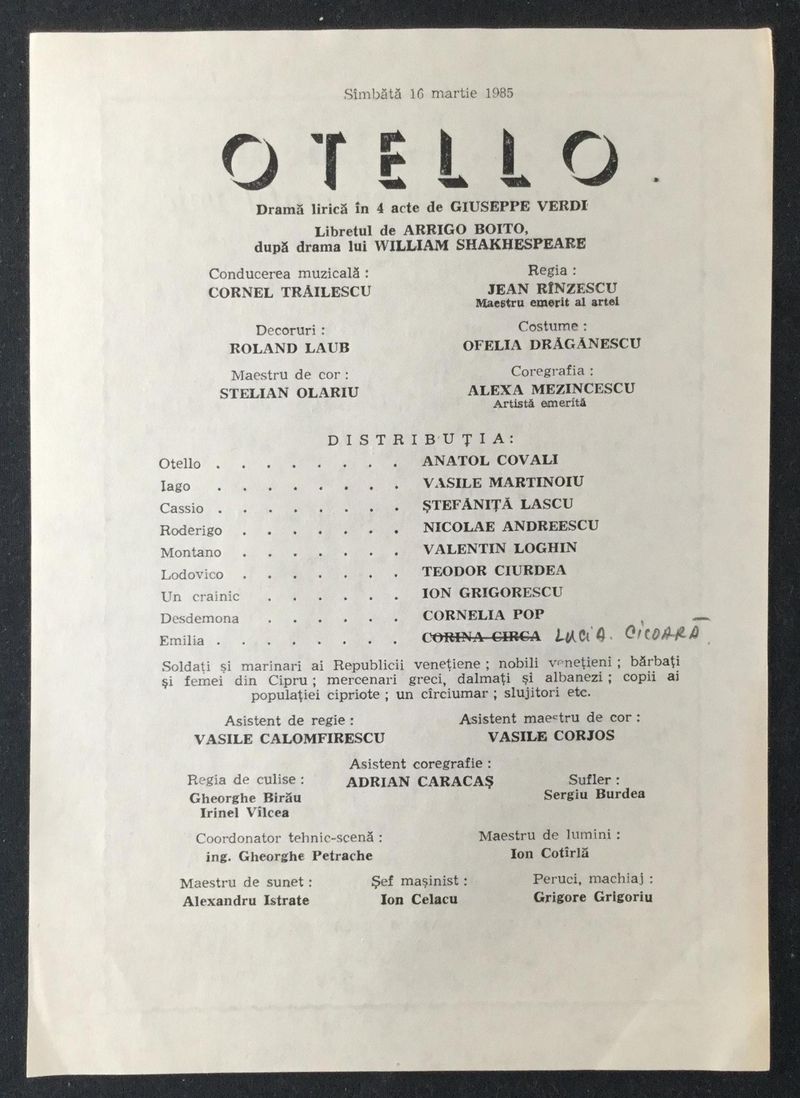 Sîmbătă 16 martie 1985
OTELLO
Dramă lirică în 4 acte de GIUSEPPE VERDI
Libretul de ARRIGO BOITO,
după drama lui WILLIAM SHAKHESPEARE
Conducerea muzicală :
CORNEL TRĂILESCU
Regia :
JEAN RÎNZESCU
Maestru emerit al artei
Decoruri :
ROLAND LAUB
Costume :
OFELIA DRĂGĂNESCU
Maestru de cor :
STELIAN OLARIU
Coregrafia :
ALEXA MEZINCESCU
Artistă emerită
DISTRIBUȚIA:
Otello . . . . . . . . ANATOL COVALI
Iago . . . . . . . . VASILE MARTINOIU
Cassio . . . . . . . . ȘTEFĂNIȚĂ LASCU
Roderigo . . . . . . . NICOLAE ANDREESCU
Montano . . . . . . . VALENTIN LOGHIN
Lodovico . . . . . . . TEODOR CIURDEA
Un crainic . . . . . . ION GRIGORESCU
Desdemona . . . . . . CORNELIA POP
Emilia . . . . . . . . CORINA CIRCA LUCIA CICOARĂ
Soldați și marinari ai Republicii venețiene ; nobili venețieni ; bărbați
și femei din Cipru ; mercenari greci, dalmați și albanezi ; copii ai
populației cipriote ; un cîrciumar ; slujitori etc.
Asistent de regie :
VASILE CALOMFIRESCU
Asistent maestru de cor :
VASILE CORJOS
Asistent coregrafie :
ADRIAN CARACAȘ
Regia de culise :
Gheorghe Birău
Irinel Vîlcea
Sufler :
Sergiu Burdea
Coordonator tehnic-scenă :
ing. Gheorghe Petrache
Maestru de lumini :
Ion Cotîrlă
Maestru de sunet :
Alexandru Istrate
Șef mașinist :
Ion Celacu
Peruci, machiaj :
Grigore Grigoriu